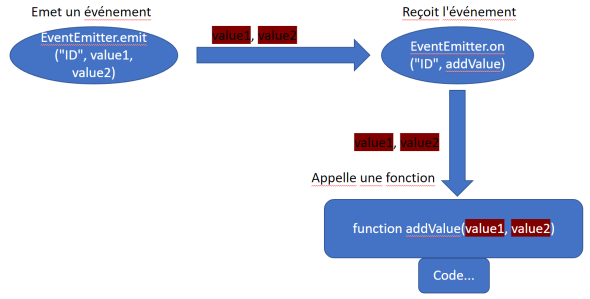 Emet un événement
Reçoit l'événement
EventEmitter.emit
("ID", value1,
value2)
value1, value2
EventEmitter.on
("ID", addValue)
value1, value2
Appelle une fonction
function addValue(value1, value2)
Code...